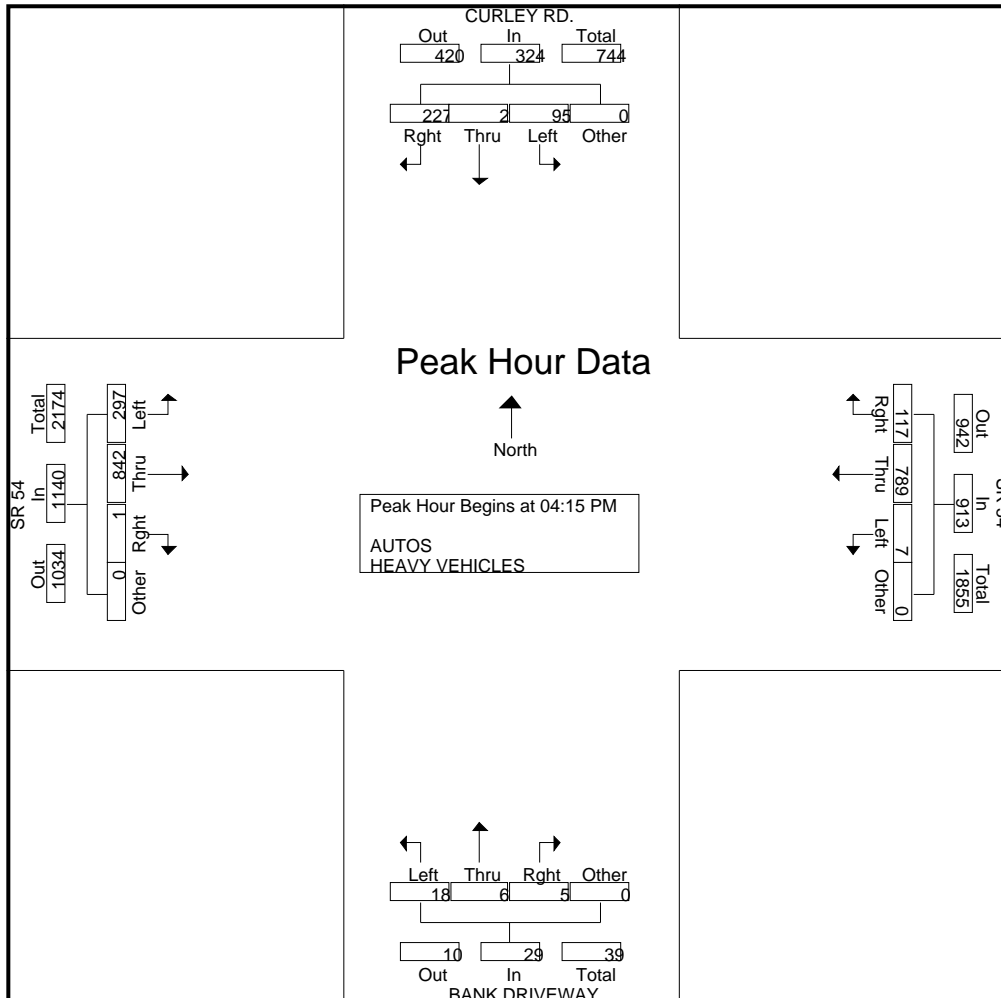 CURLEY RD.
Out In Total
420 324 744
227 2 95 0
Rght Thru Left Other
Peak Hour Data
North
Peak Hour Begins at 04:15 PM
AUTOS
HEAVY VEHICLES
SR 54
Total In Out
2174 1140 1034
297 842 1 0
Left Thru Rght Other
Rght Thru Left Other
117 789 7 0
Out In Total
942 913 1855
SR 54
Left Thru Rght Other
18 6 5 0
10 29 39
Out In Total
BANK DRIVEWAY